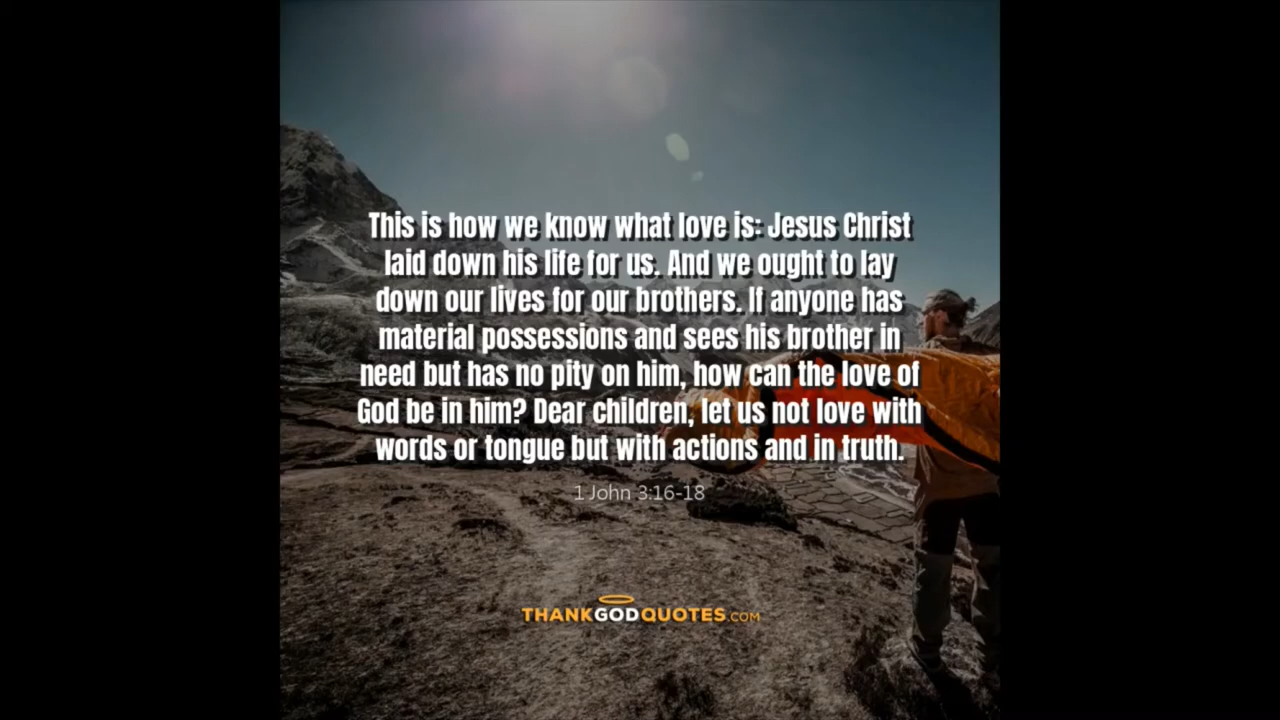 This is how we know what love is: Jesus Christ
laid down his life for us. And we ought to lay
down our lives for our brothers. If anyone has
material possessions and sees his brother in
need but has no pity on him, how can the love of
God be in him? Dear children, let us not love with
words or tongue but with actions and in truth.
1 John 3:16-18
THANKGODQUOTES.COM